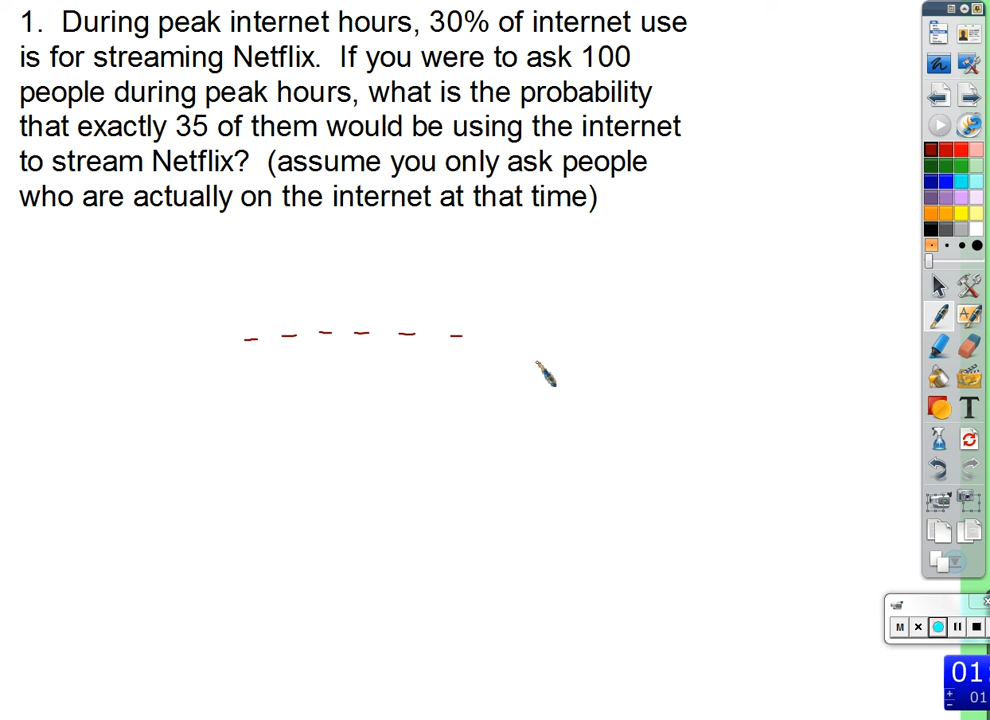 1. During peak internet hours, 30% of internet use
is for streaming Netflix. If you were to ask 100
people during peak hours, what is the probability
that exactly 35 of them would be using the internet
to stream Netflix? (assume you only ask people
who are actually on the internet at that time)
T
M
01
01